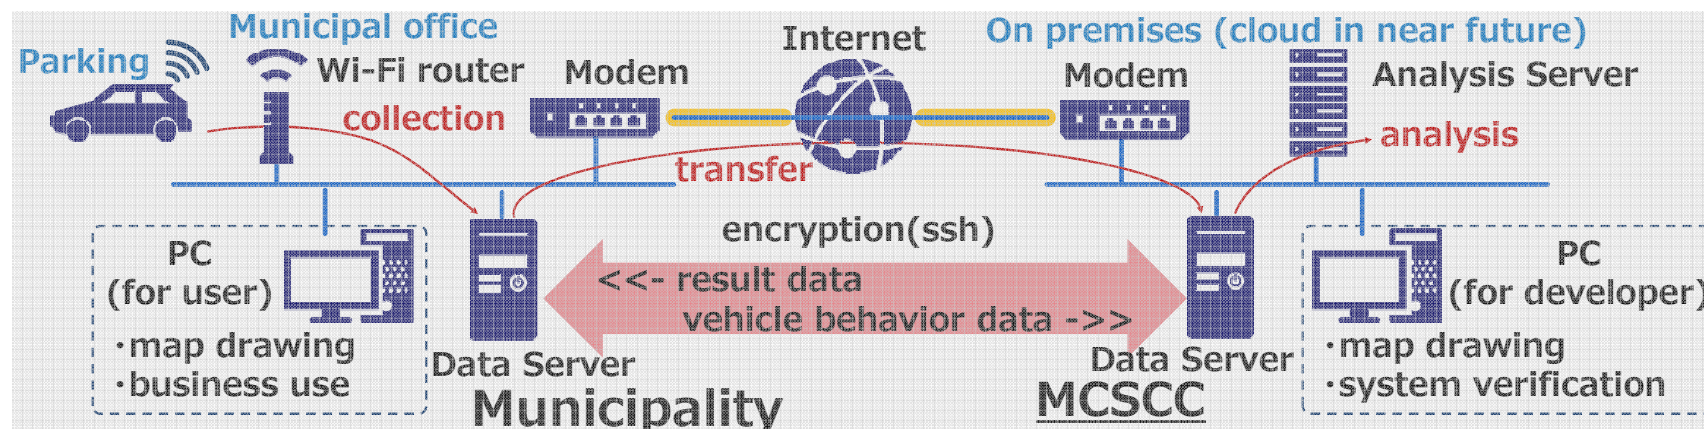 Municipal office
Internet
On premises (cloud in near future)
Parking
Wi-Fi router
Modem
Modem
Analysis Server
collection
analysis
transfer
encryption(ssh)
PC
(for user)
<<- result data
vehicle behavior data ->>
PC
(for developer)
・map drawing
・business use
Data Server
Data Server
・map drawing
・system verification
Municipality
MCSCC